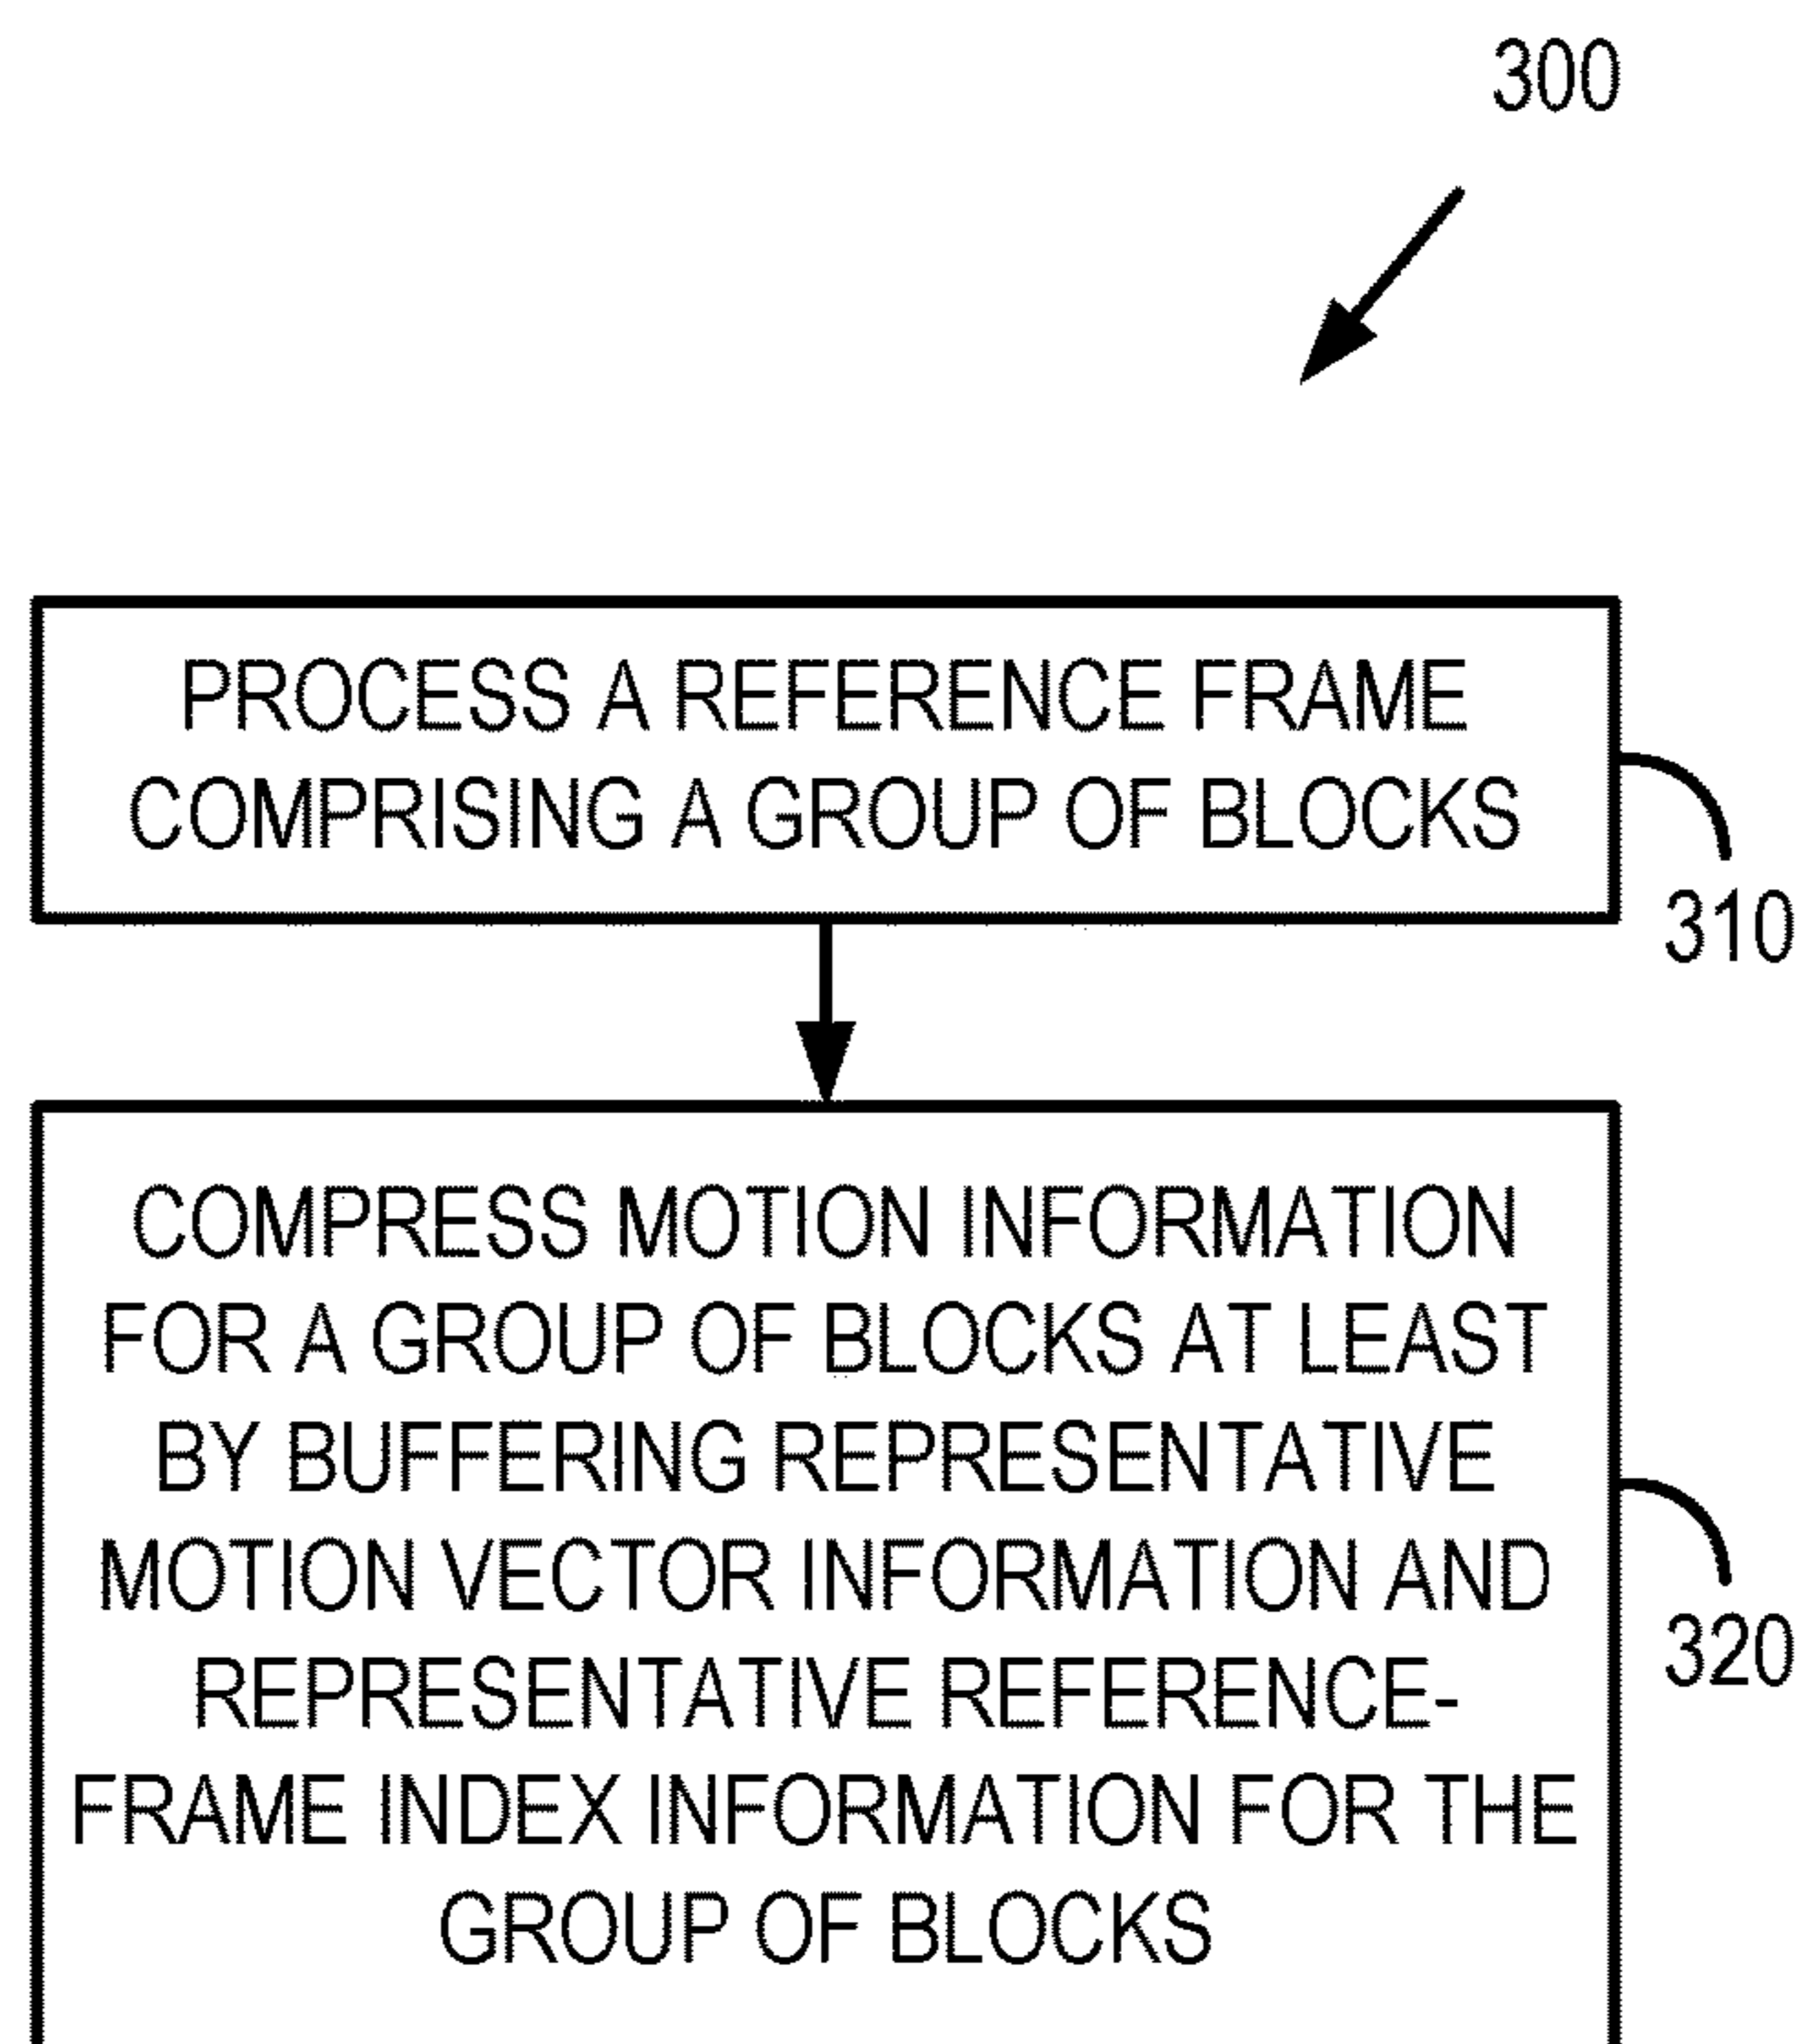 300
PROCESS A REFERENCE FRAME
COMPRISING A GROUP OF BLOCKS
310
COMPRESS MOTION INFORMATION
FOR A GROUP OF BLOCKS AT LEAST
BY BUFFERING REPRESENTATIVE
MOTION VECTOR INFORMATION AND
REPRESENTATIVE REFERENCE-
FRAME INDEX INFORMATION FOR THE
GROUP OF BLOCKS
320